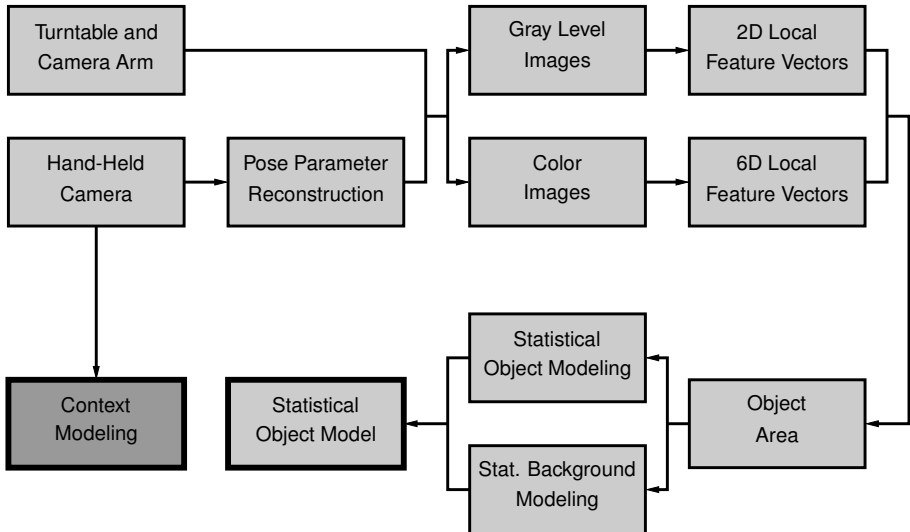 Turntable and
Camera Arm
Gray Level
Images
2D Local
Feature Vectors
Hand-Held
Camera
Pose Parameter
Reconstruction
Color
Images
6D Local
Feature Vectors
Statistical
Object Modeling
Context
Modeling
Statistical
Object Model
Object
Area
Stat. Background
Modeling